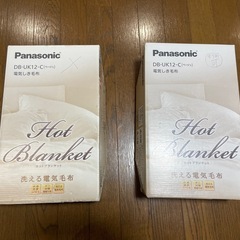 Panasonic
DB-UK12-C
電気しき毛布
Hot
Blanket
洗える電気毛布
Panasonic
DB-UK12-C
電気しき毛布
Hot
Blanket
洗える電気毛布